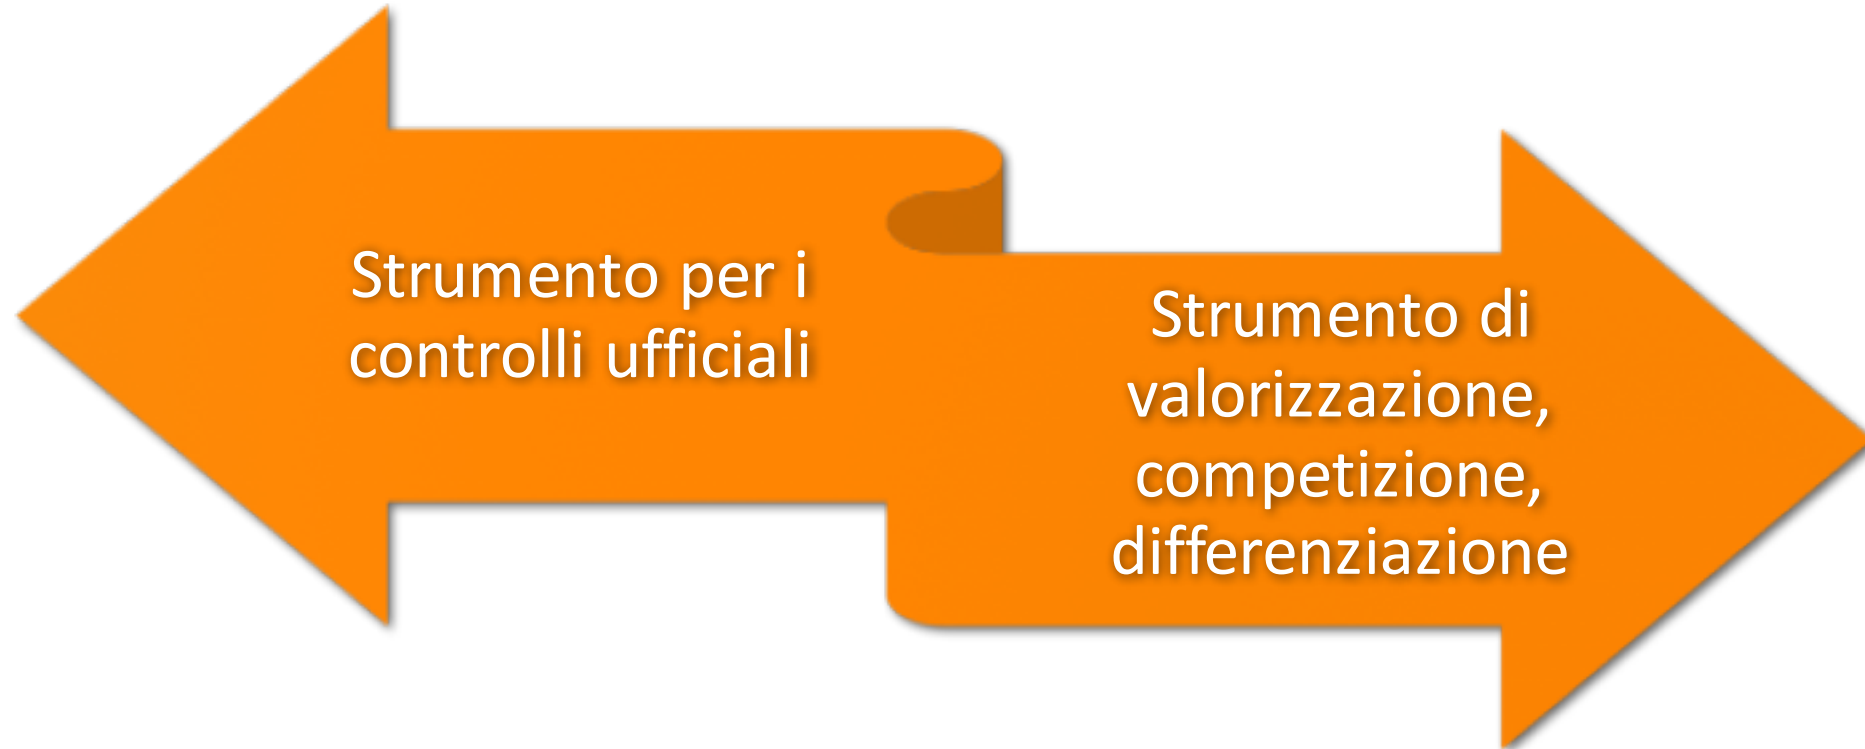 Strumento per i
controlli ufficiali
Strumento di
valorizzazione,
competizione,
differenziazione